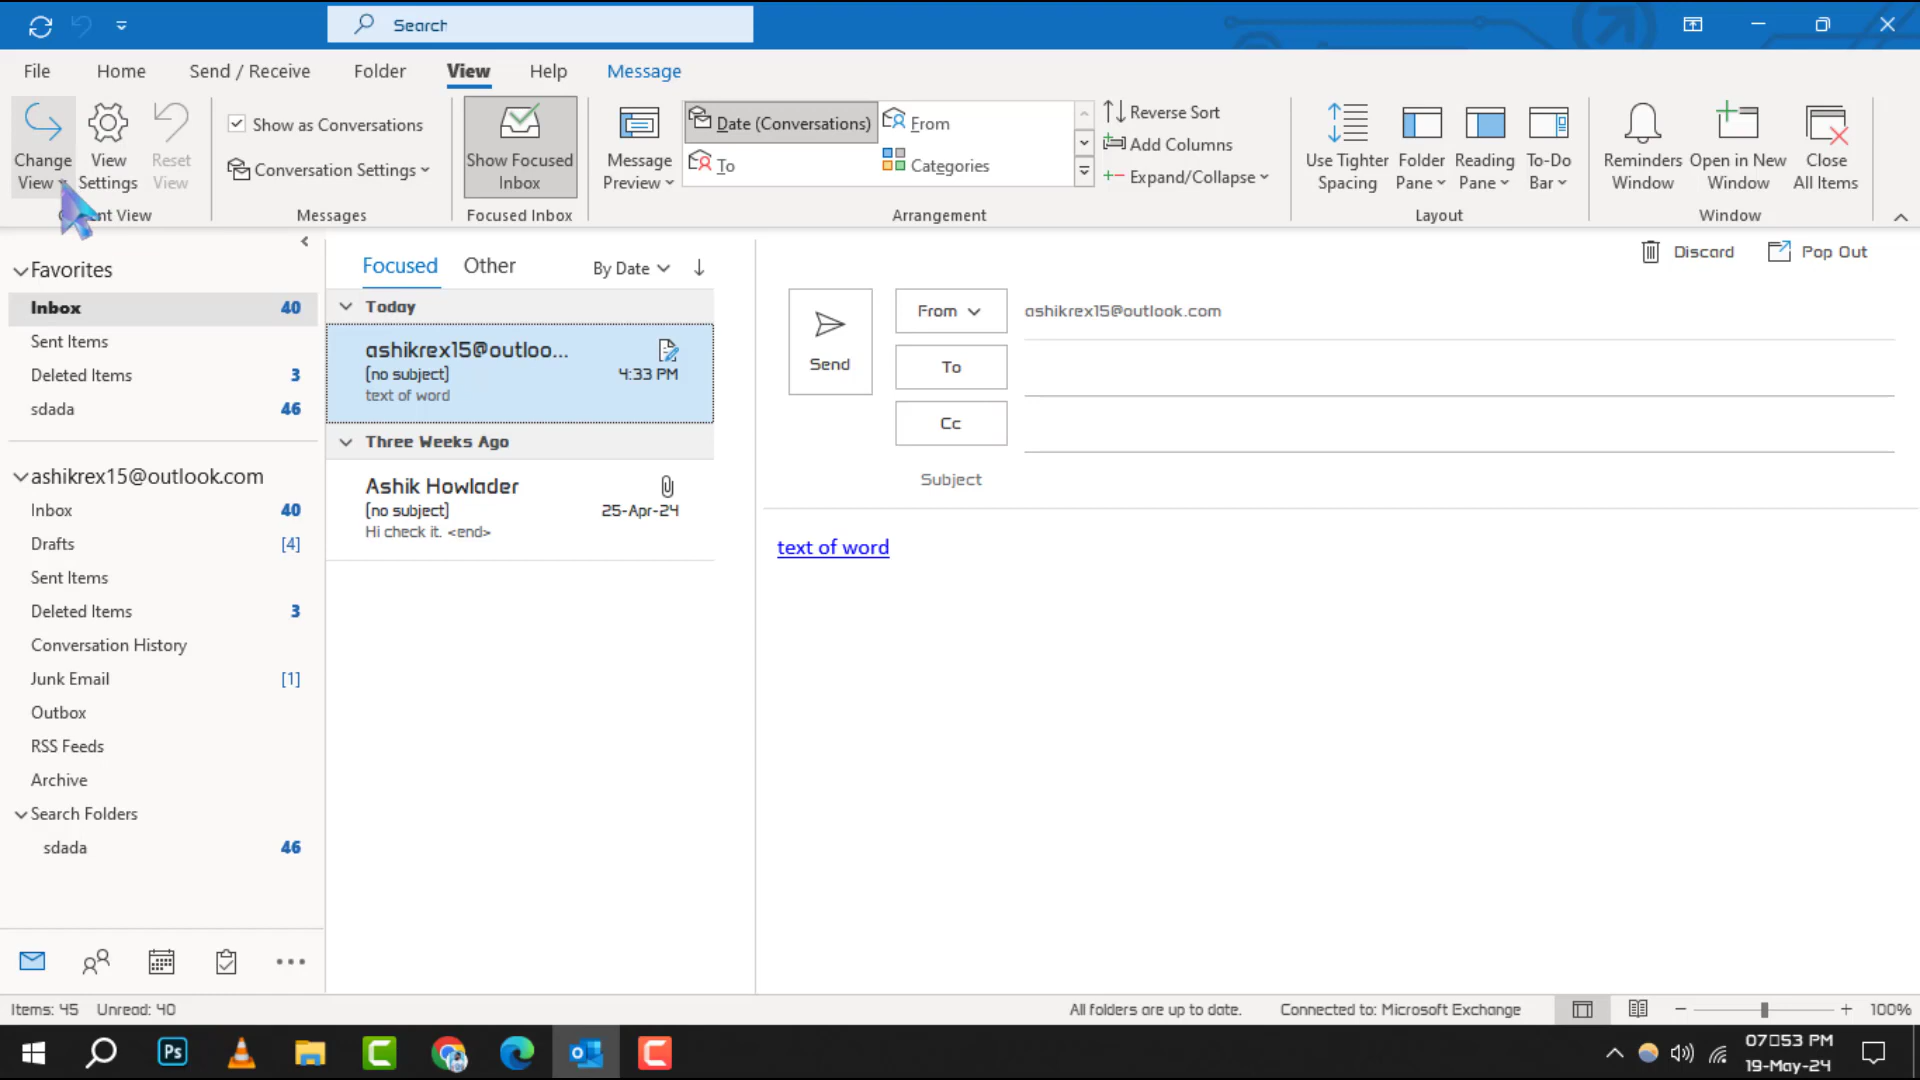 Search
File Home Send / Receive Folder View Help Message
Change View
View Settings
Reset View
Show as Conversations
Conversation Settings
Messages
Show Focused Inbox
Focused Inbox
Message Preview
Date (Conversations) From
To Categories
Reverse Sort
Add Columns
Expand/Collapse
Arrangement
Use Tighter Spacing
Folder Pane
Reading Pane
To-Do Bar
Layout
Reminders Window
Open in New Window
Close All Items
Window
View
Favorites
Inbox 40
Sent Items
Deleted Items 3
sdada 46
ashikrex15@outlook.com
Inbox 40
Drafts [4]
Sent Items
Deleted Items 3
Conversation History
Junk Email [1]
Outbox
RSS Feeds
Archive
Search Folders
sdada 46
Focused Other By Date
Today
ashikrex15@outloo...
[no subject] 4:33 PM
text of word
Three Weeks Ago
Ashik Howlader
[no subject] 25-Apr-24
Hi check it. <end>
Discard Pop Out
Send
From ashikrex15@outlook.com
To
Cc
Subject
text of word
Items: 45 Unread: 40
All folders are up to date. Connected to: Microsoft Exchange 100%
Ps
07:53 PM
19-May-24